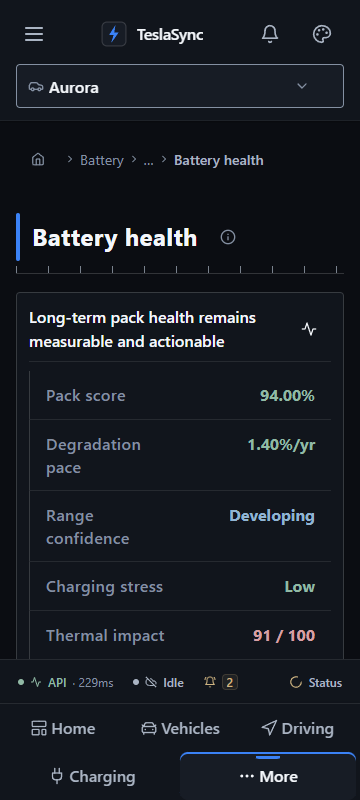 TeslaSync
Aurora
Battery ... Battery health
Battery health
Long-term pack health remains
measurable and actionable
Pack score 94.00%
Degradation pace 1.40%/yr
Range confidence Developing
Charging stress Low
Thermal impact 91 / 100
API · 229ms Idle 2 Status
Home Vehicles Driving
Charging ··· More